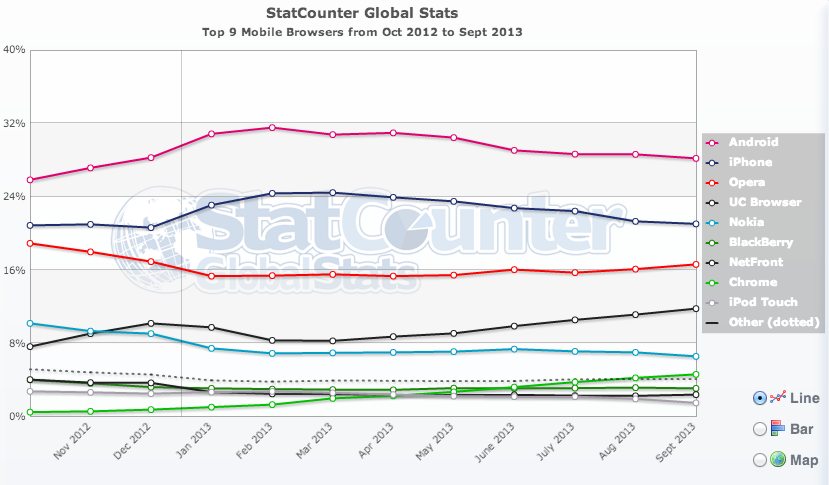 StatCounter Global Stats
Top 9 Mobile Browsers from Oct 2012 to Sept 2013
40%
32%
24%
16%
8%
0%
StatCounter
GlobalStats
Nov 2012
Dec 2012
Jan 2013
Feb 2013
Mar 2013
Apr 2013
May 2013
June 2013
July 2013
Aug 2013
Sept 2013
Android
iPhone
Opera
UC Browser
Nokia
BlackBerry
NetFront
Chrome
iPod Touch
Other (dotted)
Line
Bar
Map